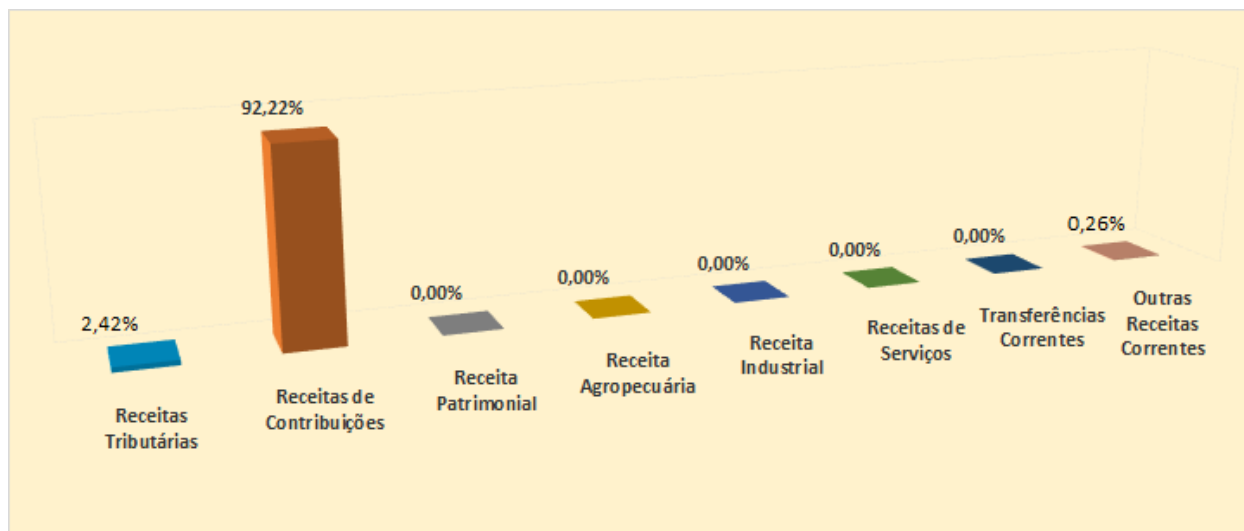 92,22%
2,42%
0,00%
0,00%
0,00%
0,00%
0,00%
0,26%
Receitas
Tributárias
Receitas de
Contribuições
Receita
Patrimonial
Receita
Agropecuária
Receita
Industrial
Receitas de
Serviços
Transferências
Correntes
Outras
Receitas
Correntes